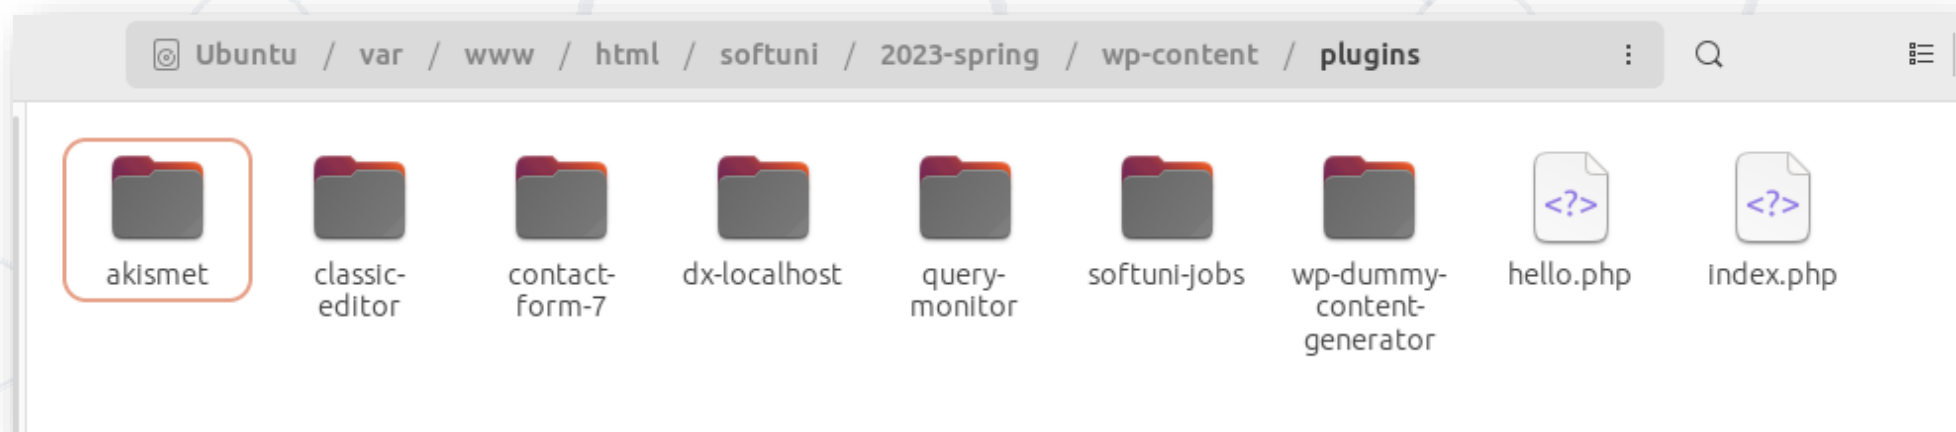 Ubuntu / var / www / html / softuni / 2023-spring / wp-content / plugins
akismet
classic-
editor
contact-
form-7
dx-localhost
query-
monitor
softuni-jobs
wp-dummy-
content-
generator
hello.php
<?>
index.php
<?>